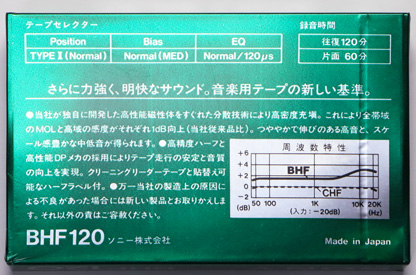 テープセレクター
録音時間
Position Bias EQ
TYPE I (Normal) Normal (MED) Normal/120μs
往復120分
片面 60分
さらに力強く、明快なサウンド。音楽用テープの新しい基準。
●当社が独自に開発された高性能磁性体をすぐれた分散技術により高密度充填。これにより全帯域
のMOLと高域の感度がそれぞれ1dB向上(当社従来品比)。つややかで伸びのある高音と、スケ
ール感豊かな中低音が得られます。●高精度ハーフと
高性能DPメカの採用によりテープ走行の安定と音質
の向上を実現。クリーニングリーダーテープと貼替え可
能なハーフラベル付。●万一当社の製造上の原因に
よる不良があった場合には新しい製品とお取りかえしま
す。それ以外の責はご容赦ください。
周波数特性
+6
+4
+2
0
-2
-4
(dB)
BHF
CHF
50 100 1K 10K 20K
(入力:-20dB) (Hz)
BHF120 ソニー株式会社
Made in Japan